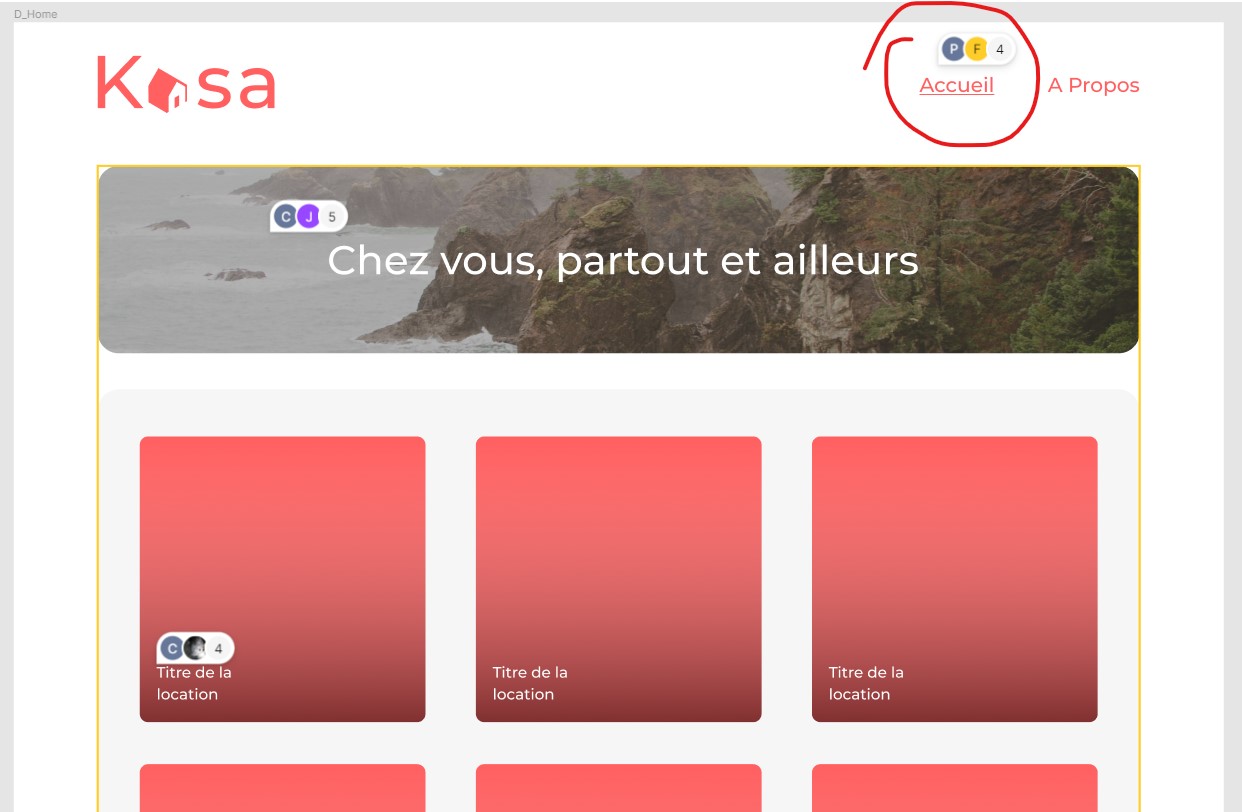 D_Home
Kosa
P F 4
Accueil
A Propos
C J 5
Chez vous, partout et ailleurs
C 4
Titre de la
location
Titre de la
location
Titre de la
location